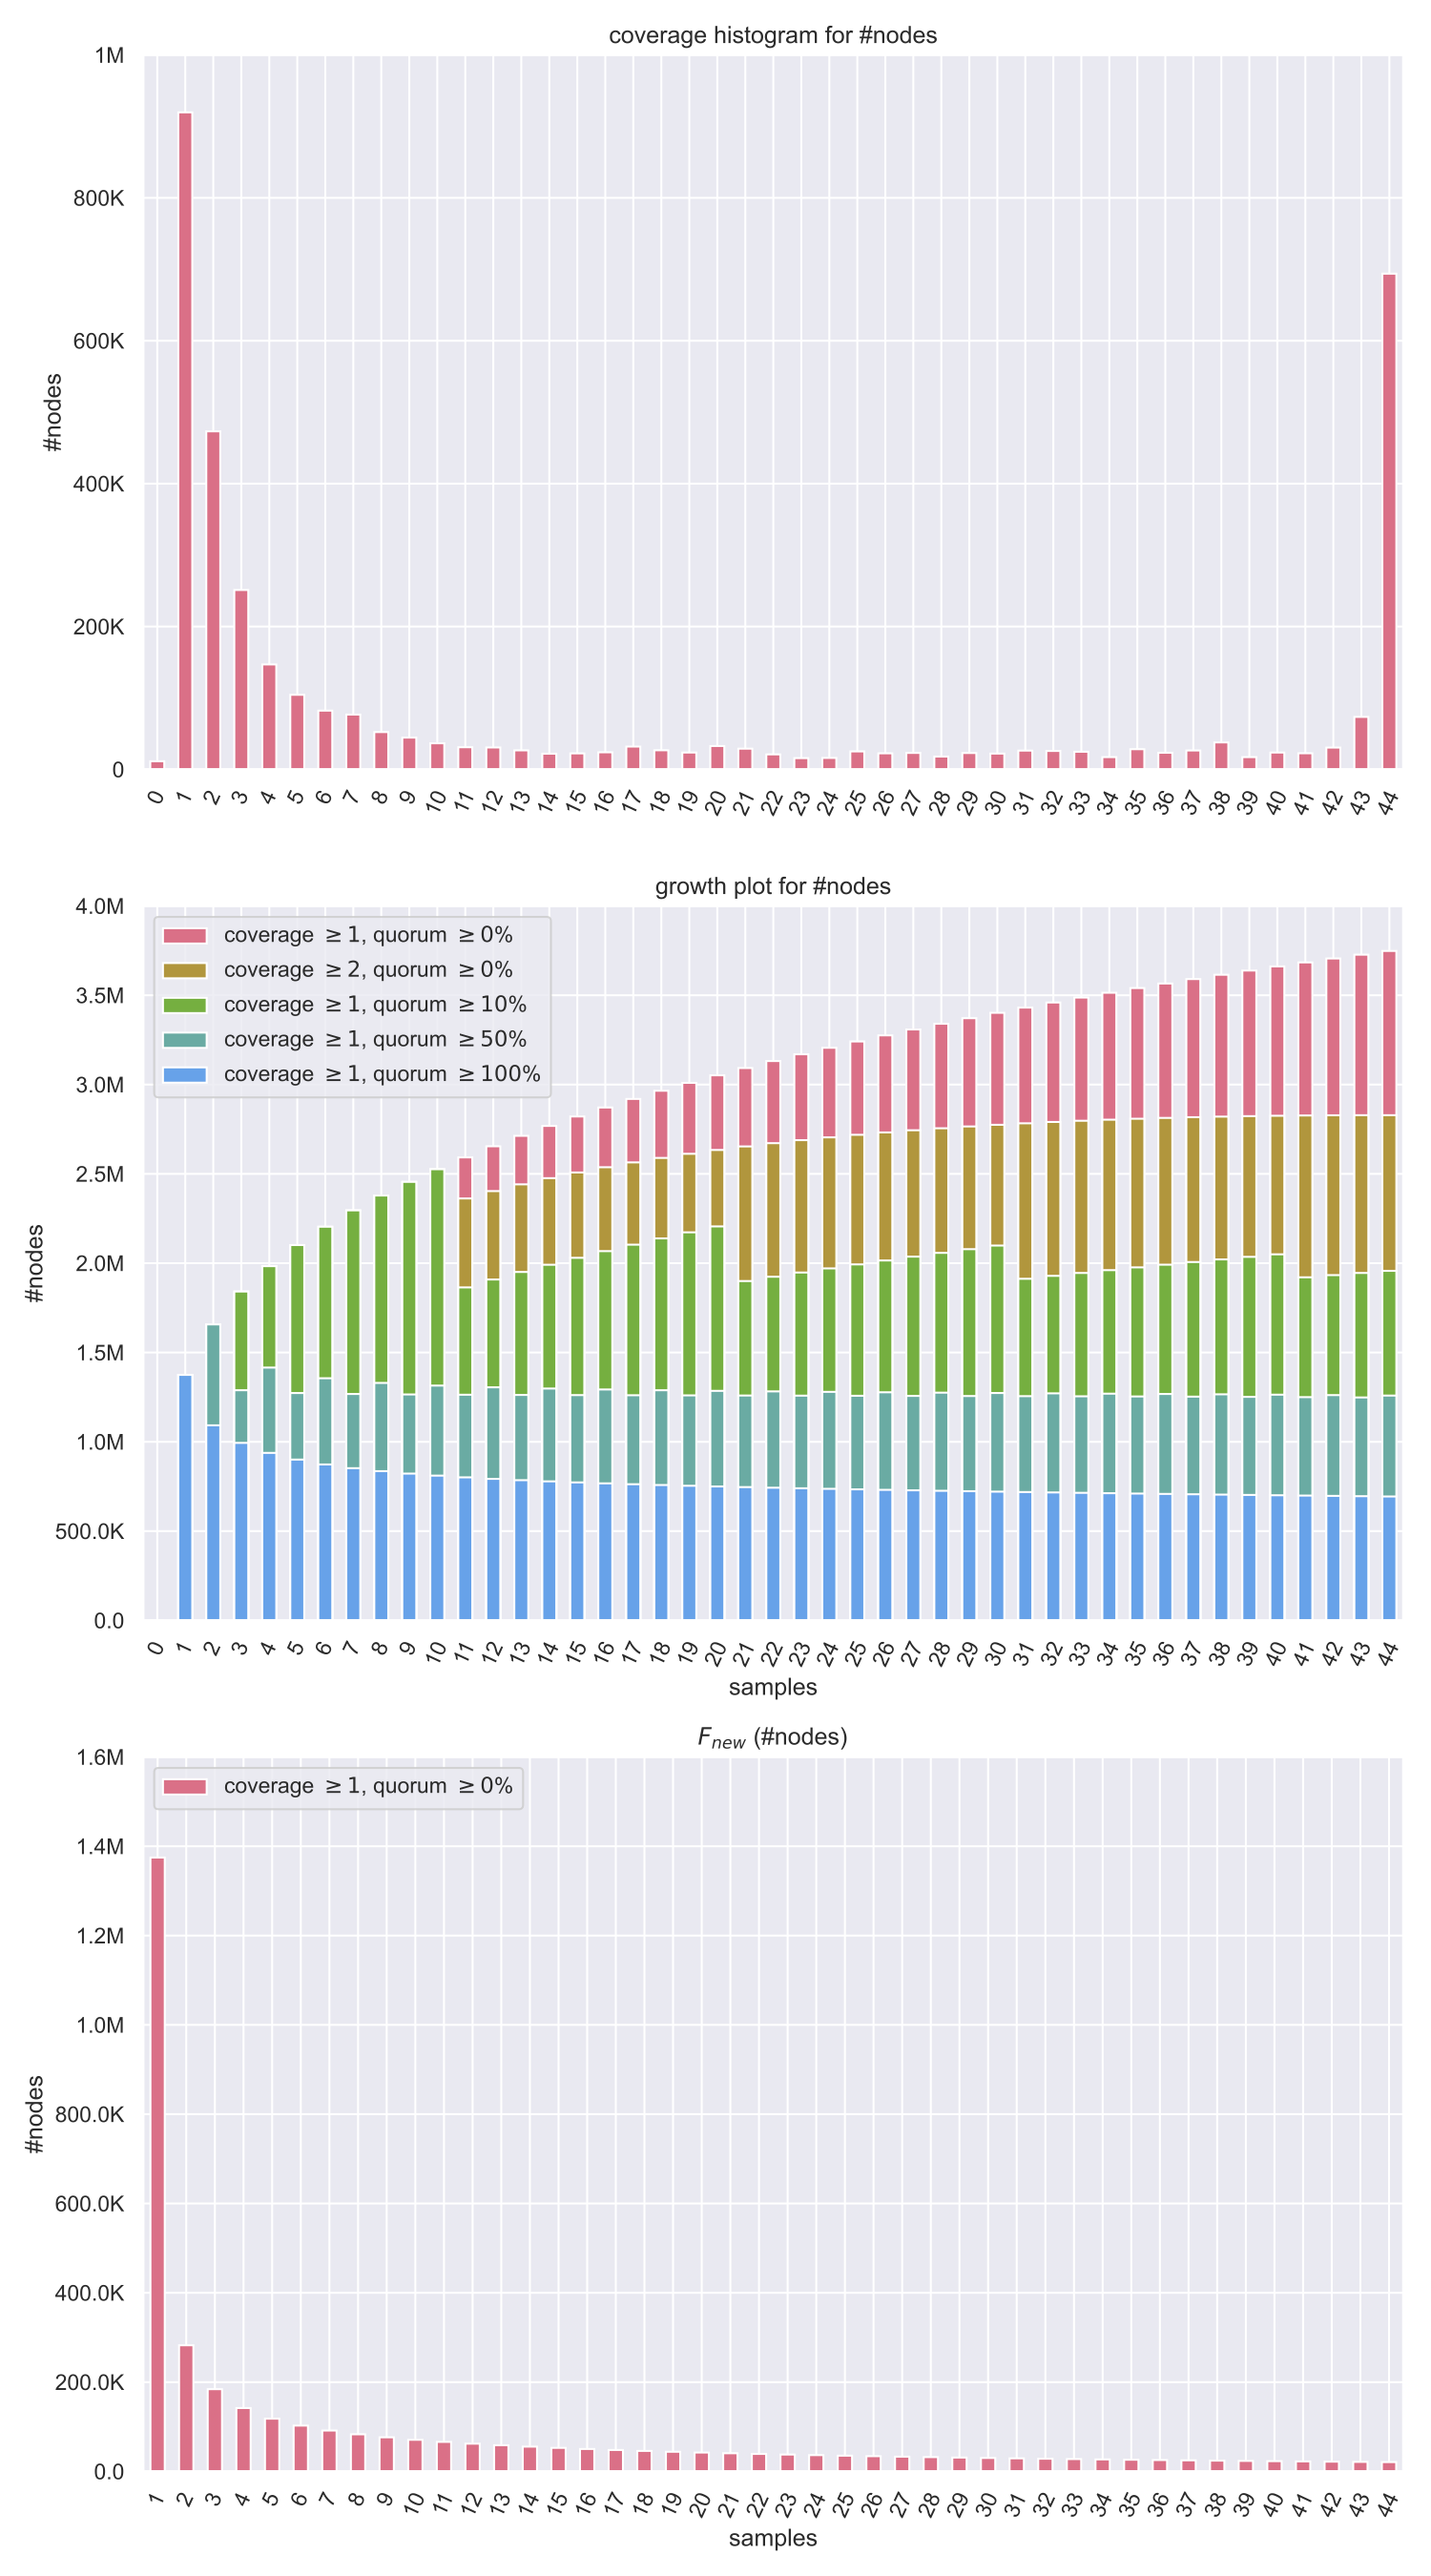 coverage histogram for #nodes
1M
800K
600K
400K
200K
0
#nodes
0 1 2 3 4 5 6 7 8 9 10 11 12 13 14 15 16 17 18 19 20 21 22 23 24 25 26 27 28 29 30 31 32 33 34 35 36 37 38 39 40 41 42 43 44
growth plot for #nodes
4.0M
3.5M
3.0M
2.5M
2.0M
1.5M
1.0M
500.0K
0.0
#nodes
coverage ≥1, quorum ≥0%
coverage ≥2, quorum ≥0%
coverage ≥1, quorum ≥10%
coverage ≥1, quorum ≥50%
coverage ≥1, quorum ≥100%
0 1 2 3 4 5 6 7 8 9 10 11 12 13 14 15 16 17 18 19 20 21 22 23 24 25 26 27 28 29 30 31 32 33 34 35 36 37 38 39 40 41 42 43 44
samples
F_new (#nodes)
1.6M
1.4M
1.2M
1.0M
800.0K
600.0K
400.0K
200.0K
0.0
#nodes
coverage ≥1, quorum ≥0%
1 2 3 4 5 6 7 8 9 10 11 12 13 14 15 16 17 18 19 20 21 22 23 24 25 26 27 28 29 30 31 32 33 34 35 36 37 38 39 40 41 42 43 44
samples